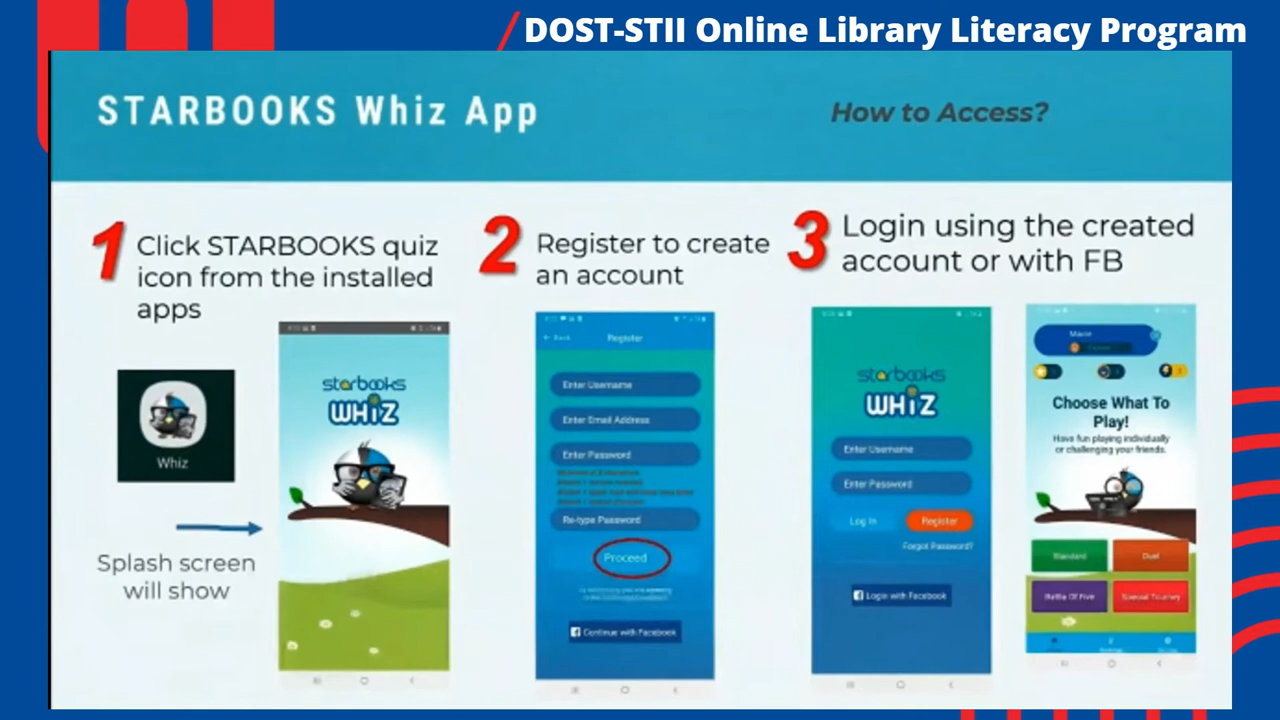 DOST-STII Online Library Literacy Program
STARBOOKS Whiz App
How to Access?
1
Click STARBOOKS quiz
icon from the installed
apps
Whiz
Splash screen
will show
starbooks
WHiZ
2
Register to create
an account
Back
Register
Enter Username
Enter Email Address
Enter Password
Re-type Password
Proceed
Continue with Facebook
3
Login using the created
account or with FB
starbooks
WHiZ
Enter Username
Enter Password
Log In
Register
Forgot Password?
Login with Facebook
Choose What To
Play!
Have fun playing individually
or challenging your friends.
Standard
Duel
Battle Of Five
Special Tourney